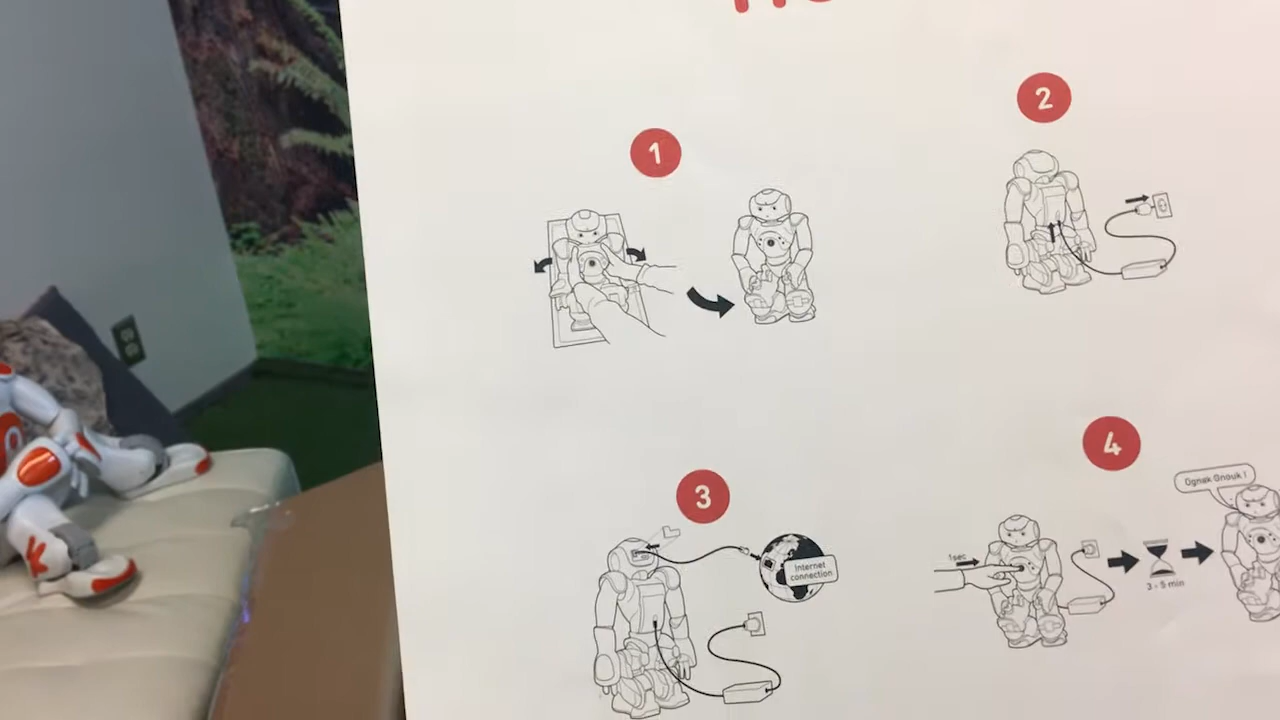 1
2
3
Internet
connection
4
1sec
3 - 5 min
Ognak Gnouk !